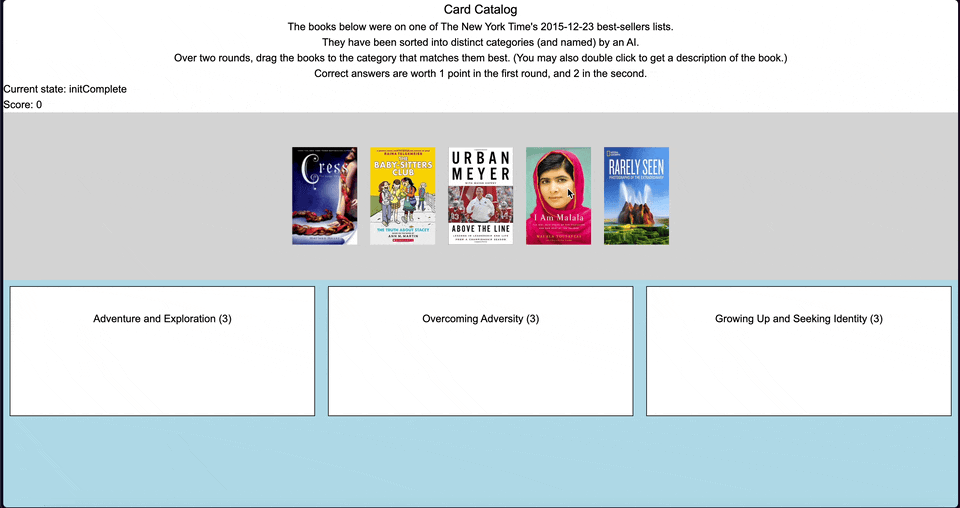 Card Catalog
The books below were on one of The New York Time's 2015-12-23 best-sellers lists.
They have been sorted into distinct categories (and named) by an AI.
Over two rounds, drag the books to the category that matches them best. (You may also double click to get a description of the book.)
Correct answers are worth 1 point in the first round, and 2 in the second.
Current state: initComplete
Score: 0
Cress
RAINA TELGEMEIER
THE
BABY-SITTERS
CLUB
THE TRUTH ABOUT STACEY
ANN M. MARTIN
URBAN
MEYER
ABOVE THE LINE
LESSONS IN LEADERSHIP AND LIFE
FROM A CHAMPIONSHIP SEASON
I Am Malala
MALALA YOUSAFZAI
RARELY SEEN
PHOTOGRAPHS OF THE EXTRAORDINARY
Adventure and Exploration (3)
Overcoming Adversity (3)
Growing Up and Seeking Identity (3)